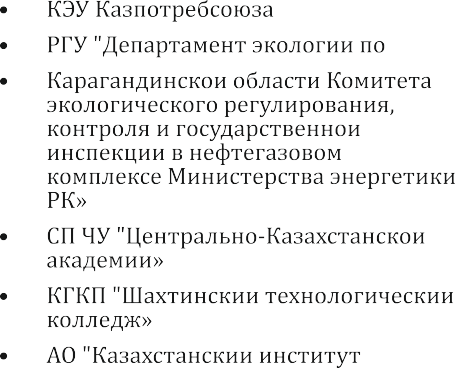 • КЭУ Казпотребсоюза
• РГУ "Департамент экологии по
• Карагандинскои области Комитета
экологического регулирования,
контроля и государственнои
инспекции в нефтегазовом
комплексе Министерства энергетики
РК»
• СП ЧУ "Центрально-Казахстанскои
академии»
• КГКП "Шахтинскии технологическии
колледж»
• АО "Казахстанскии институт